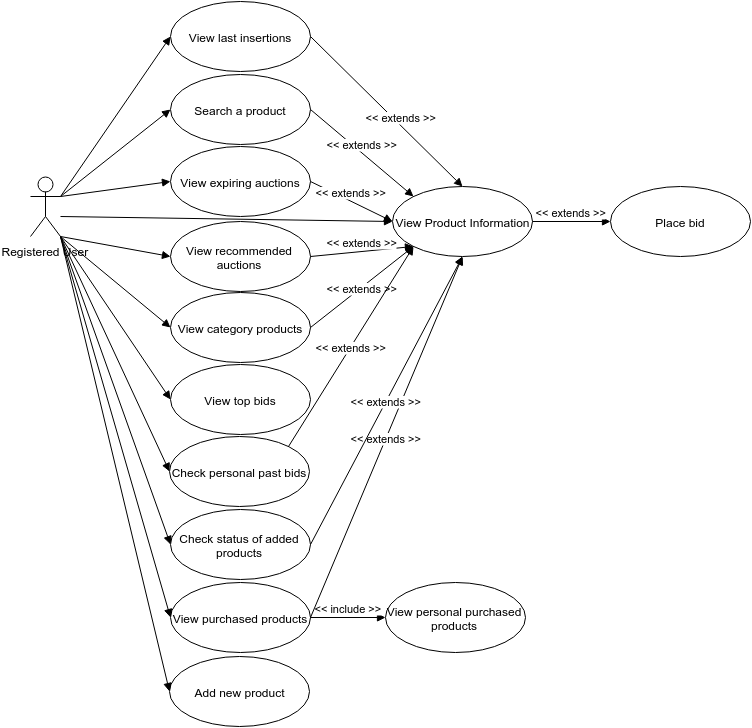 View last insertions
<< extends >>
Search a product
<< extends >>
View expiring auctions
<< extends >>
Registered User
View Product Information
<< extends >>
Place bid
View recommended
auctions
<< extends >>
<< extends >>
View category products
<< extends >>
View top bids
<< extends >>
<< extends >>
Check personal past bids
Check status of added
products
View purchased products
<< include >>
View personal purchased
products
Add new product